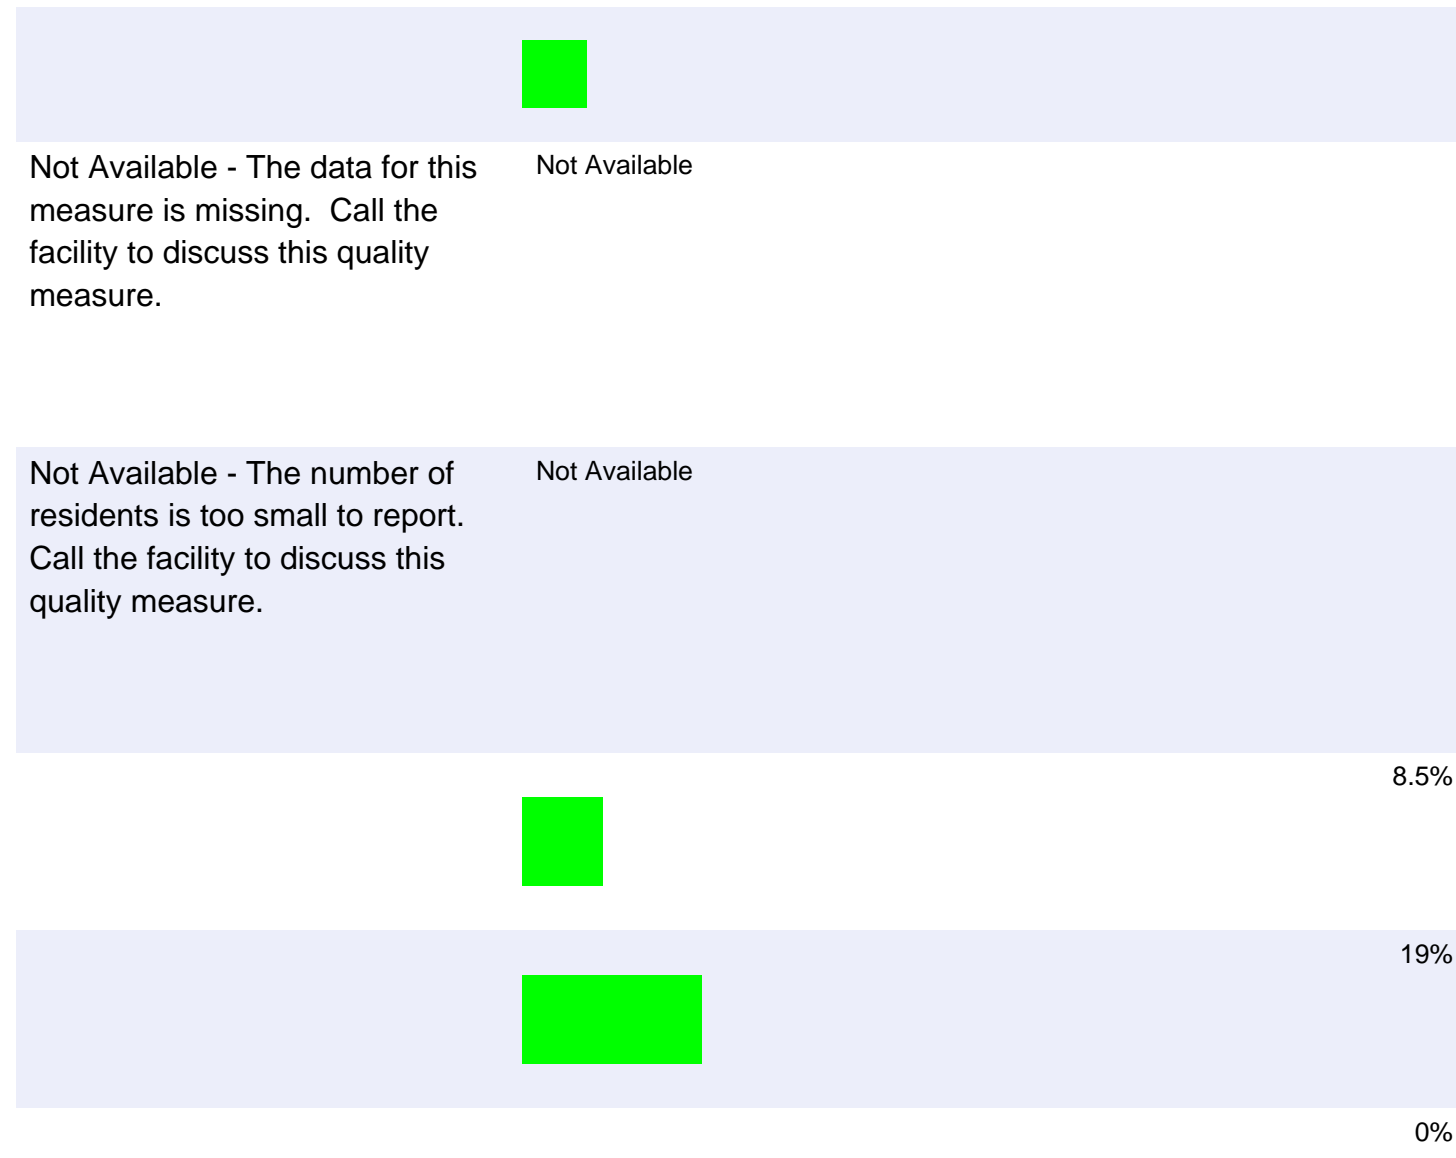 Not Available - The data for this
measure is missing.  Call the
facility to discuss this quality
measure.
Not Available
Not Available - The number of
residents is too small to report.
Call the facility to discuss this
quality measure.
Not Available
8.5%
19%
0%